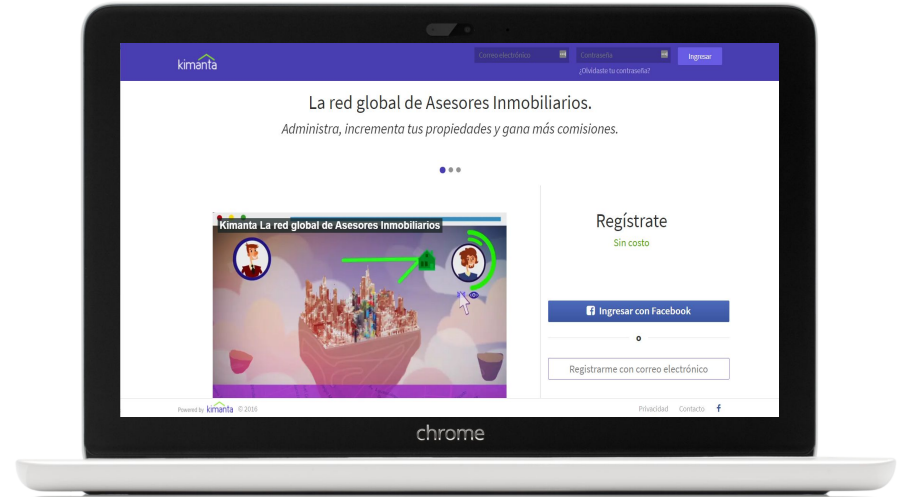 kimanta
Correo electrónico
Contraseña
Ingresar
¿Olvidaste tu contraseña?
La red global de Asesores Inmobiliarios.
Administra, incrementa tus propiedades y gana más comisiones.
Kimanta La red global de Asesores Inmobiliarios
Regístrate
Sin costo
Ingresar con Facebook
o
Registrarme con correo electrónico
Powered by kimanta © 2016
Privacidad Contacto f
chrome